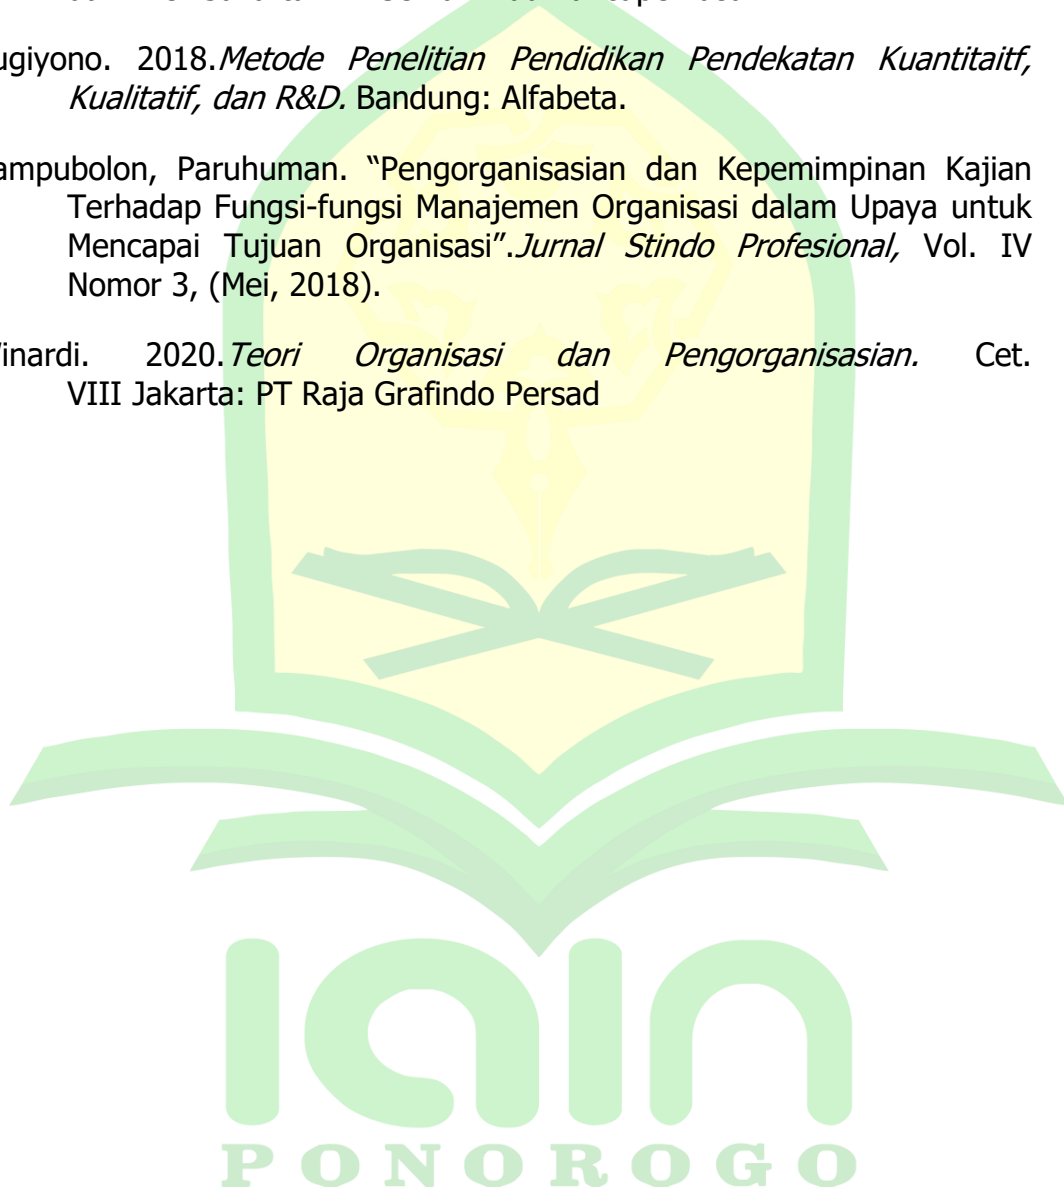 ugiyono. 2018.Metode Penelitian Pendidikan Pendekatan Kuantitaitf,
Kualitatif, dan R&D. Bandung: Alfabeta.
ampubolon, Paruhuman. “Pengorganisasian dan Kepemimpinan Kajian
Terhadap Fungsi-fungsi Manajemen Organisasi dalam Upaya untuk
Mencapai Tujuan Organisasi”.Jurnal Stindo Profesional, Vol. IV
Nomor 3, (Mei, 2018).
inardi. 2020.Teori Organisasi dan Pengorganisasian. Cet.
VIII Jakarta: PT Raja Grafindo Persad
IAIN
PONOROGO